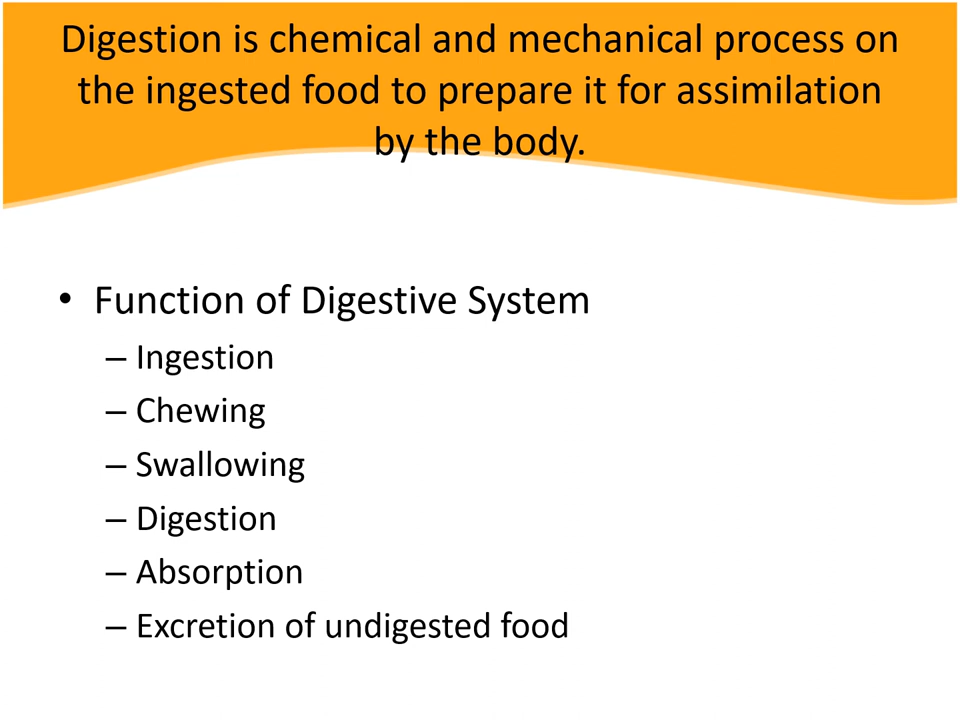 Digestion is chemical and mechanical process on
the ingested food to prepare it for assimilation
by the body.
• Function of Digestive System
– Ingestion
– Chewing
– Swallowing
– Digestion
– Absorption
– Excretion of undigested food